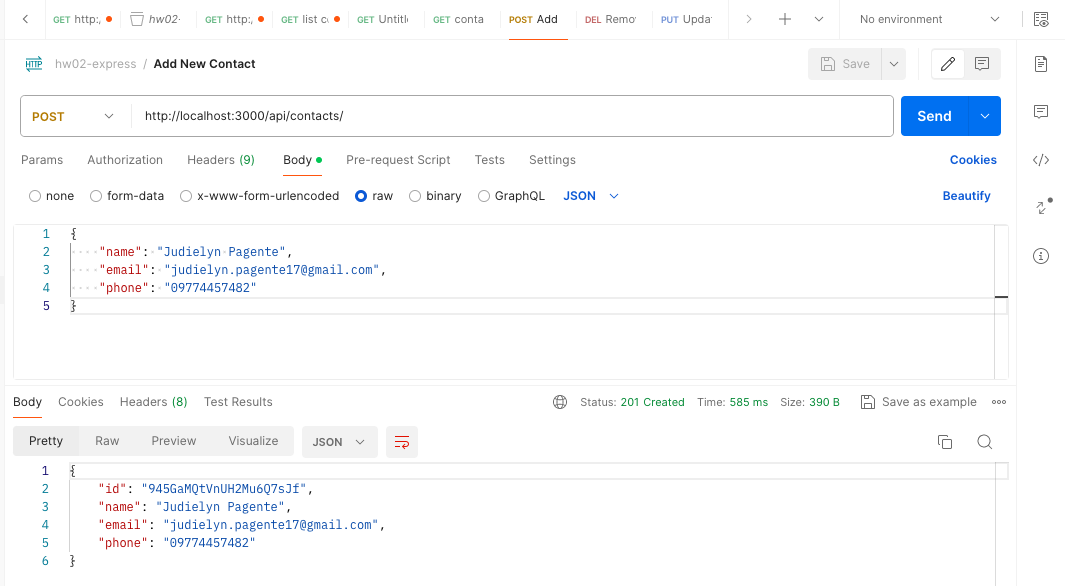 GET http:, hw02- GET http:, GET list c GET Untitl GET conta POST Add DEL Remo PUT Upda No environment
HTTP hw02-express / Add New Contact Save
POST http://localhost:3000/api/contacts/ Send
Params Authorization Headers (9) Body Pre-request Script Tests Settings Cookies
none form-data x-www-form-urlencoded raw binary GraphQL JSON Beautify
1 {
2 ····"name":·"Judielyn·Pagente",
3 ····"email":·"judielyn.pagente17@gmail.com",
4 ····"phone":·"09774457482"
5 }
Body Cookies Headers (8) Test Results Status: 201 Created Time: 585 ms Size: 390 B Save as example
Pretty Raw Preview Visualize JSON
1 {
2 "id": "945GaMQtVnUH2Mu6Q7sJf",
3 "name": "Judielyn Pagente",
4 "email": "judielyn.pagente17@gmail.com",
5 "phone": "09774457482"
6 }